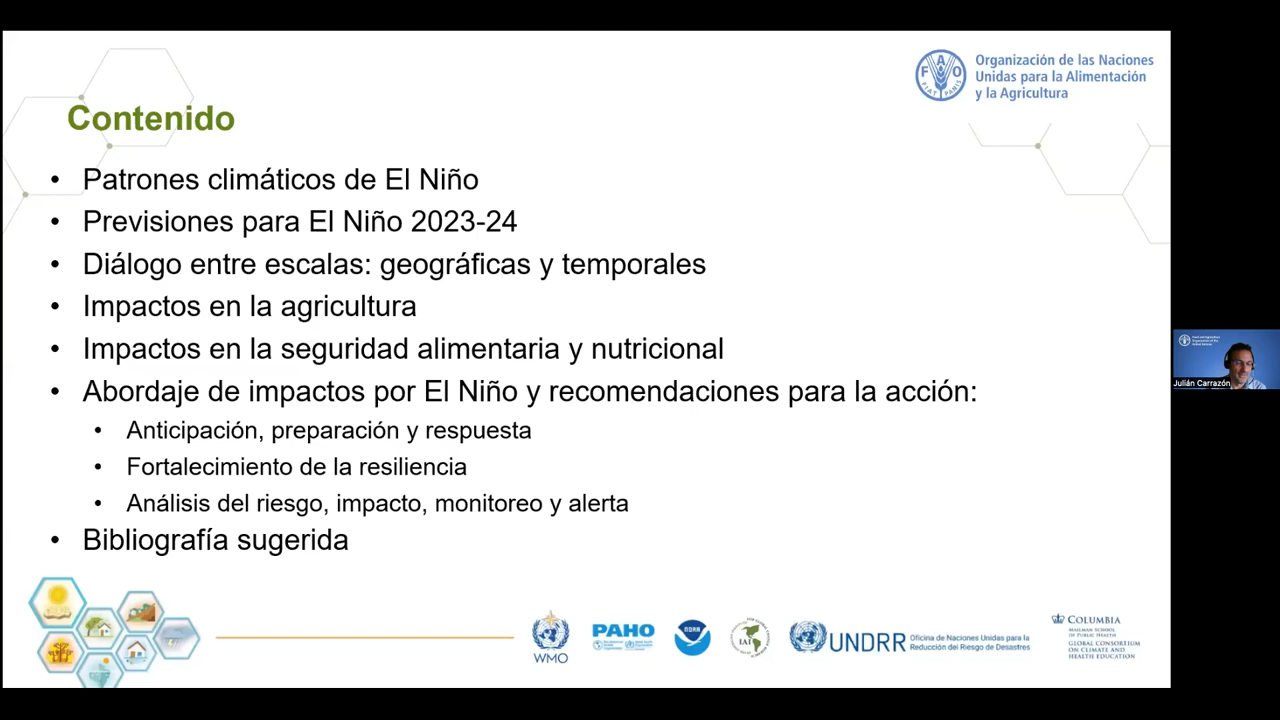 Organización de las Naciones
Unidas para la Alimentación
y la Agricultura
FAO
FIAT PANIS
Contenido
• Patrones climáticos de El Niño
• Previsiones para El Niño 2023-24
• Diálogo entre escalas: geográficas y temporales
• Impactos en la agricultura
• Impactos en la seguridad alimentaria y nutricional
• Abordaje de impactos por El Niño y recomendaciones para la acción:
• Anticipación, preparación y respuesta
• Fortalecimiento de la resiliencia
• Análisis del riesgo, impacto, monitoreo y alerta
• Bibliografía sugerida
Julián Carrazón
WMO
PAHO
NOAA
IAI
UNDRR
Oficina de Naciones Unidas para la
Reducción del Riesgo de Desastres
COLUMBIA
MAILMAN SCHOOL
OF PUBLIC HEALTH
GLOBAL CONSORTIUM
ON CLIMATE AND
HEALTH EDUCATION